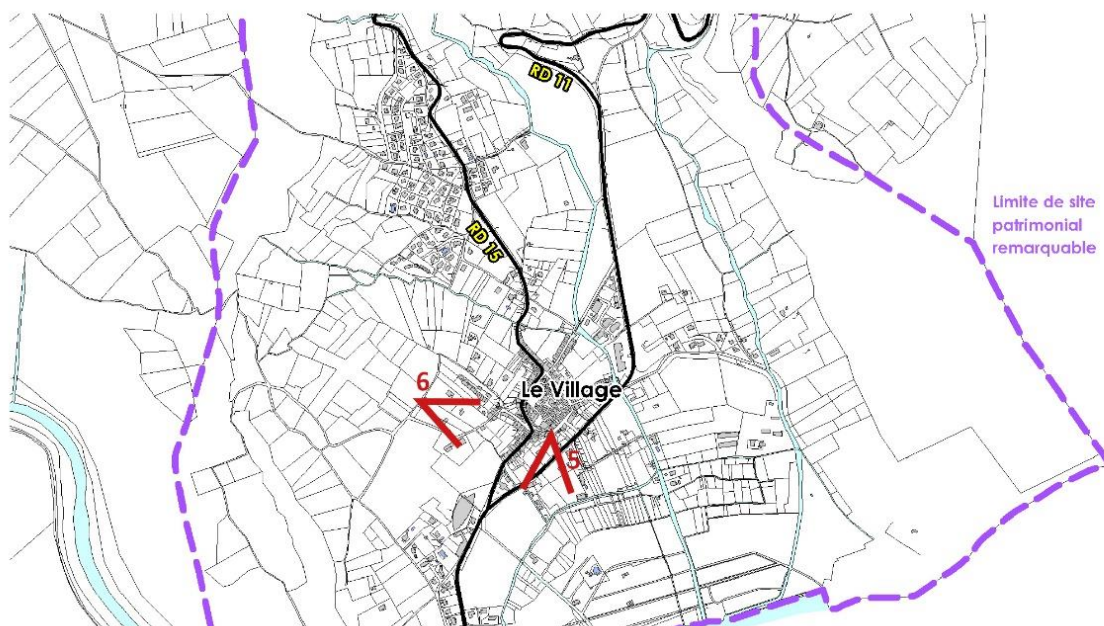 RD 11
Limite de site
patrimonial
remarquable
RD 15
6
Le Village
5